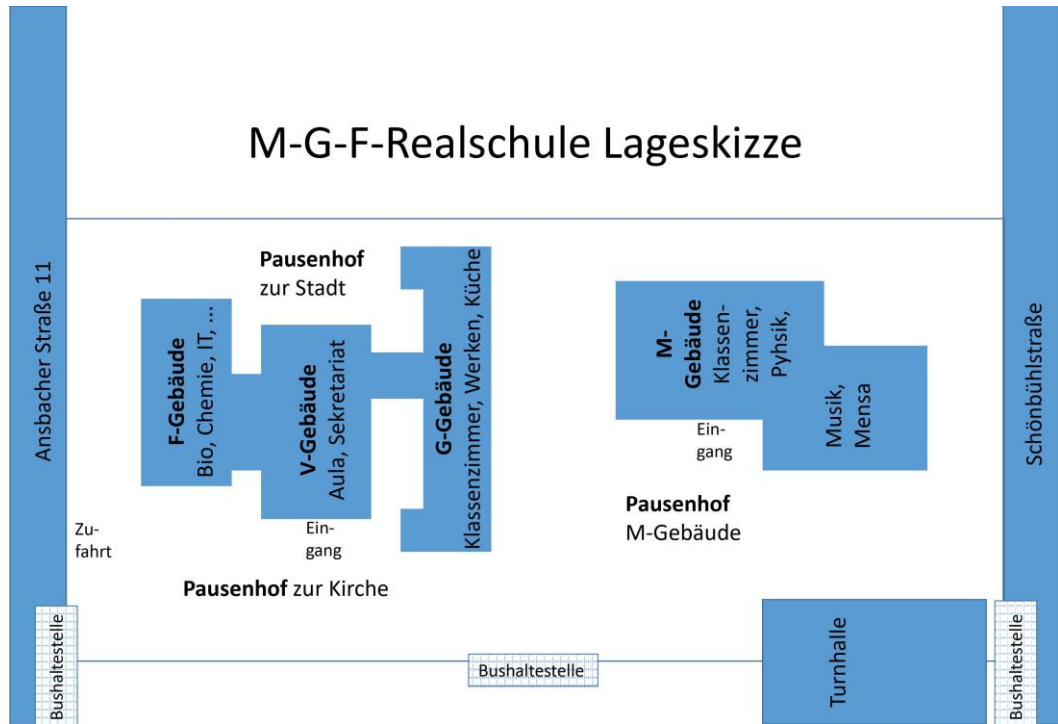 M-G-F-Realschule Lageskizze
Ansbacher Straße 11
Pausenhof
zur Stadt
F-Gebäude
Bio, Chemie, IT, ...
V-Gebäude
Aula, Sekretariat
G-Gebäude
Klassenzimmer, Werken, Küche
M-
Gebäude
Klassen-
zimmer,
Pyhsik,
Musik,
Mensa
Schönbühlstraße
Ein-
gang
Pausenhof
M-Gebäude
Zu-
fahrt
Ein-
gang
Pausenhof zur Kirche
Bushaltestelle
Bushaltestelle
Turnhalle
Bushaltestelle